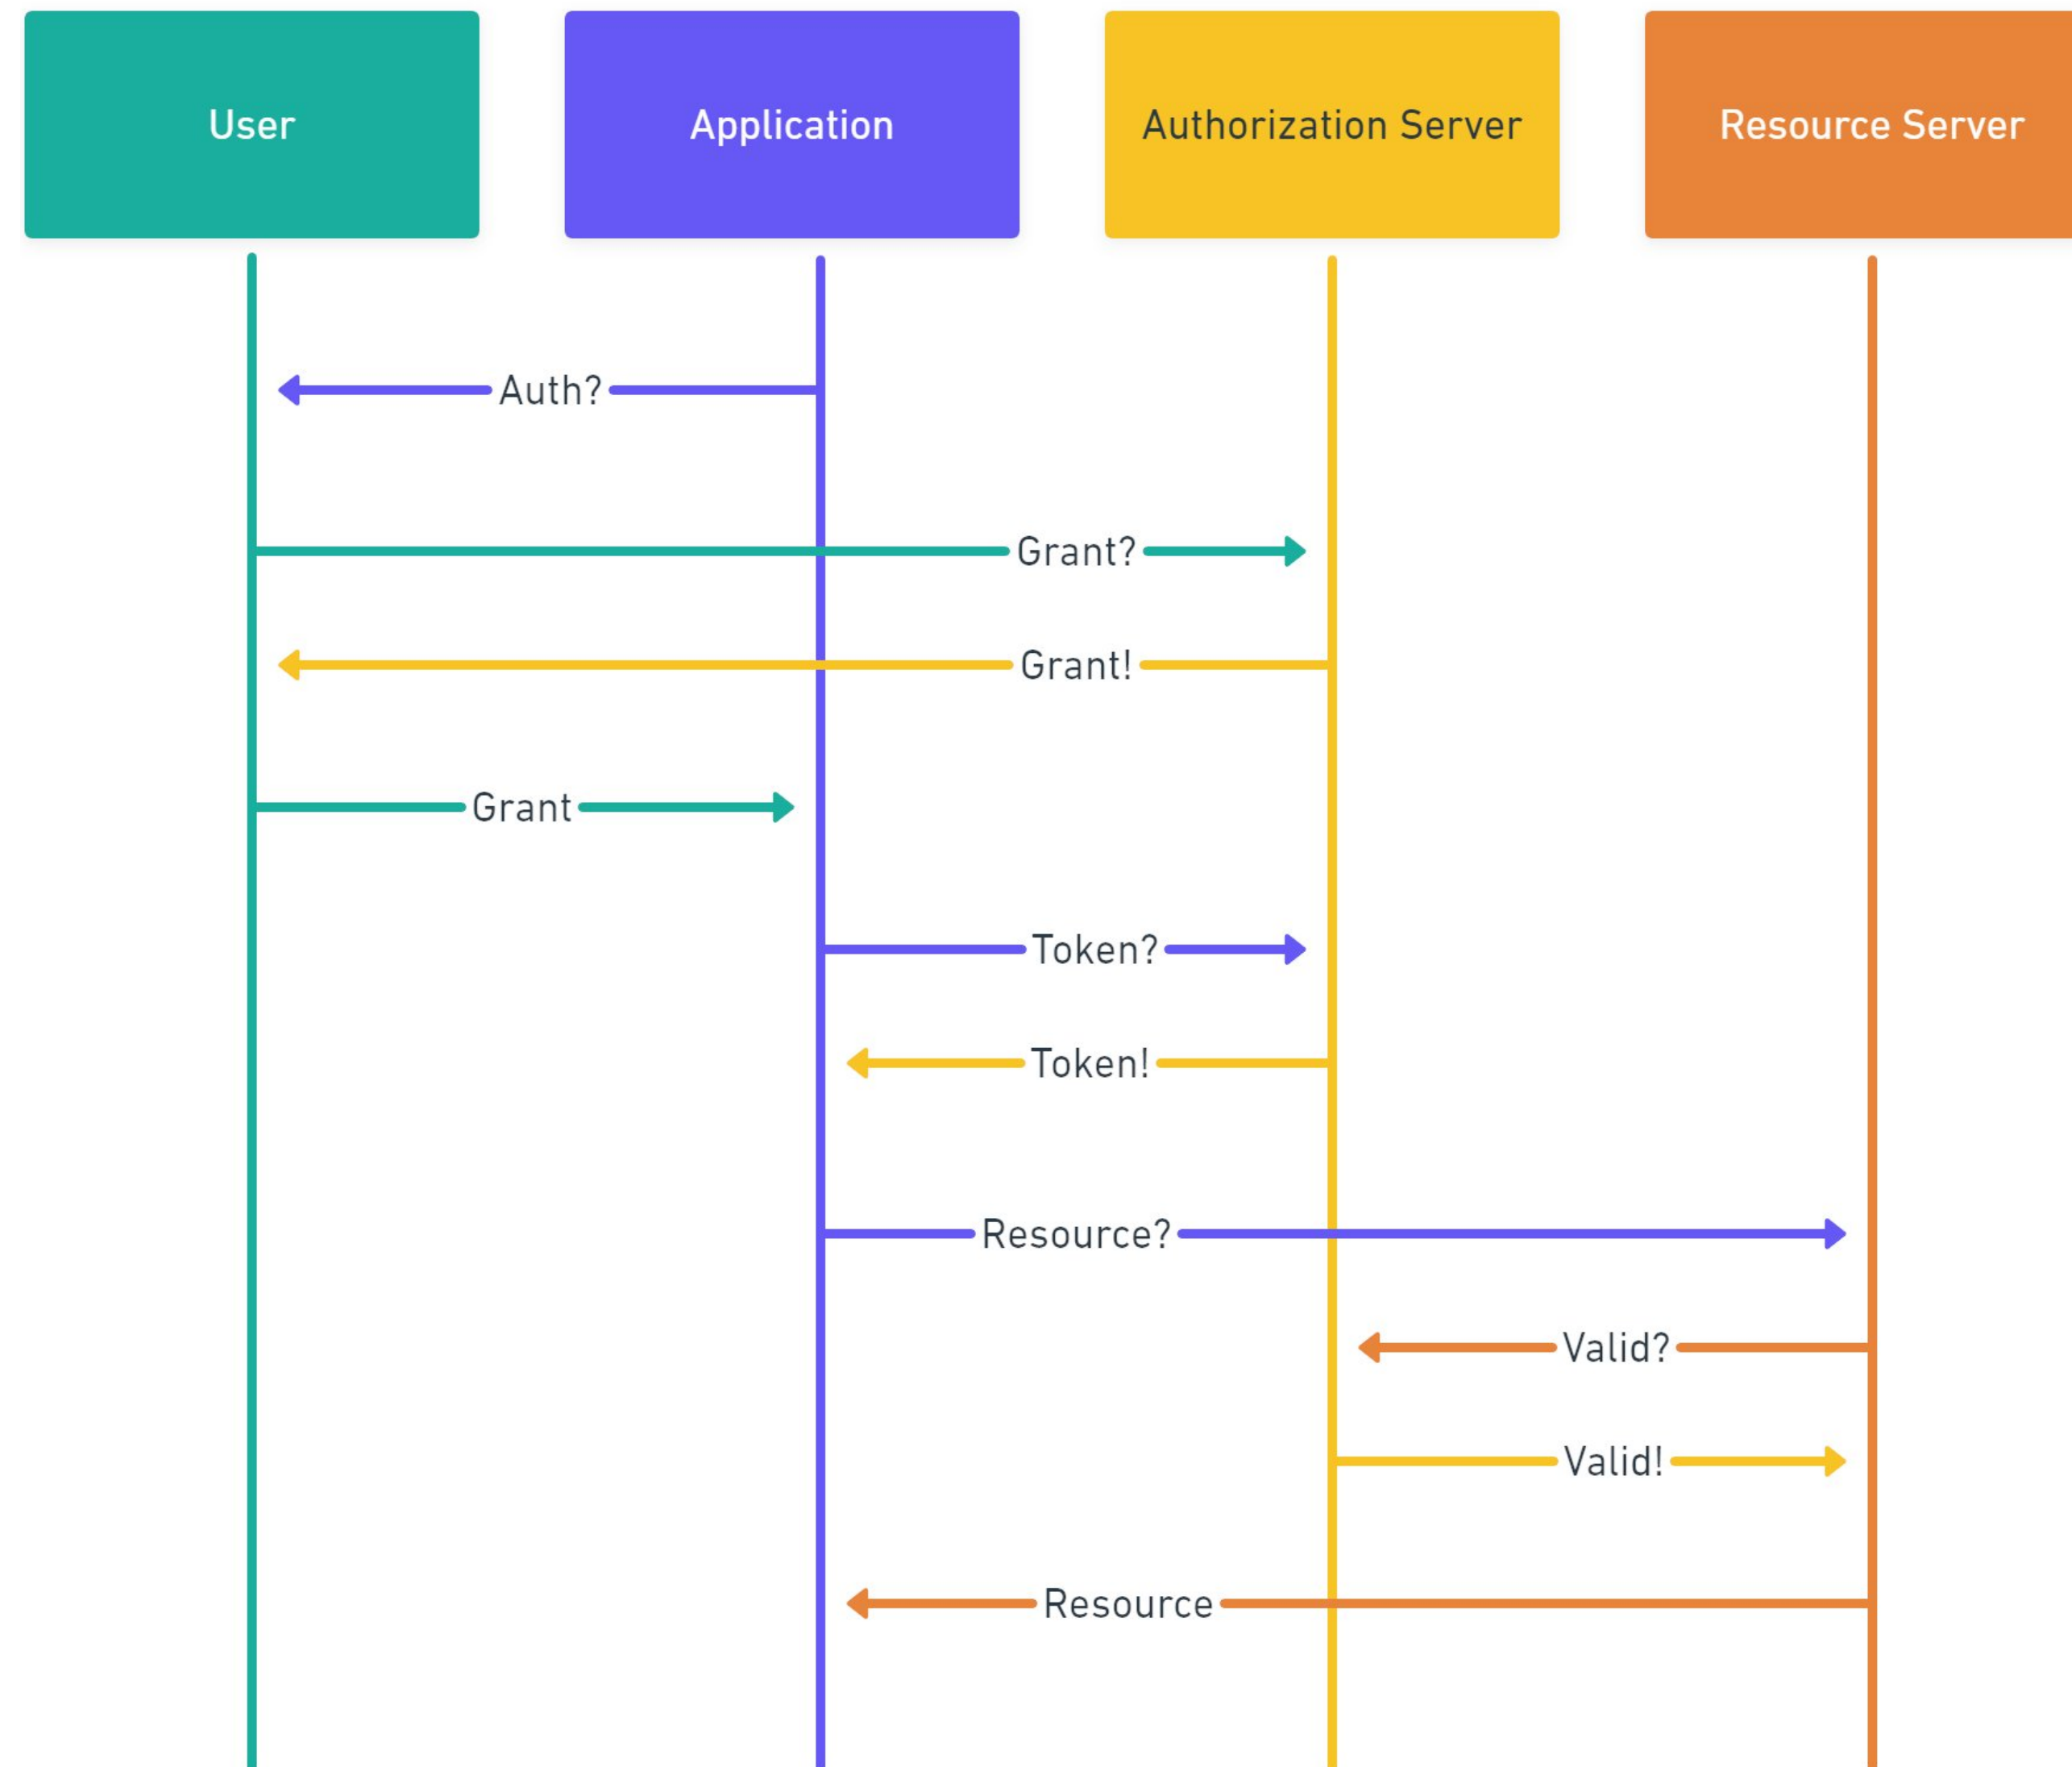 User
Application
Authorization Server
Resource Server
Auth?
Grant?
Grant!
Grant
Token?
Token!
Resource?
Valid?
Valid!
Resource